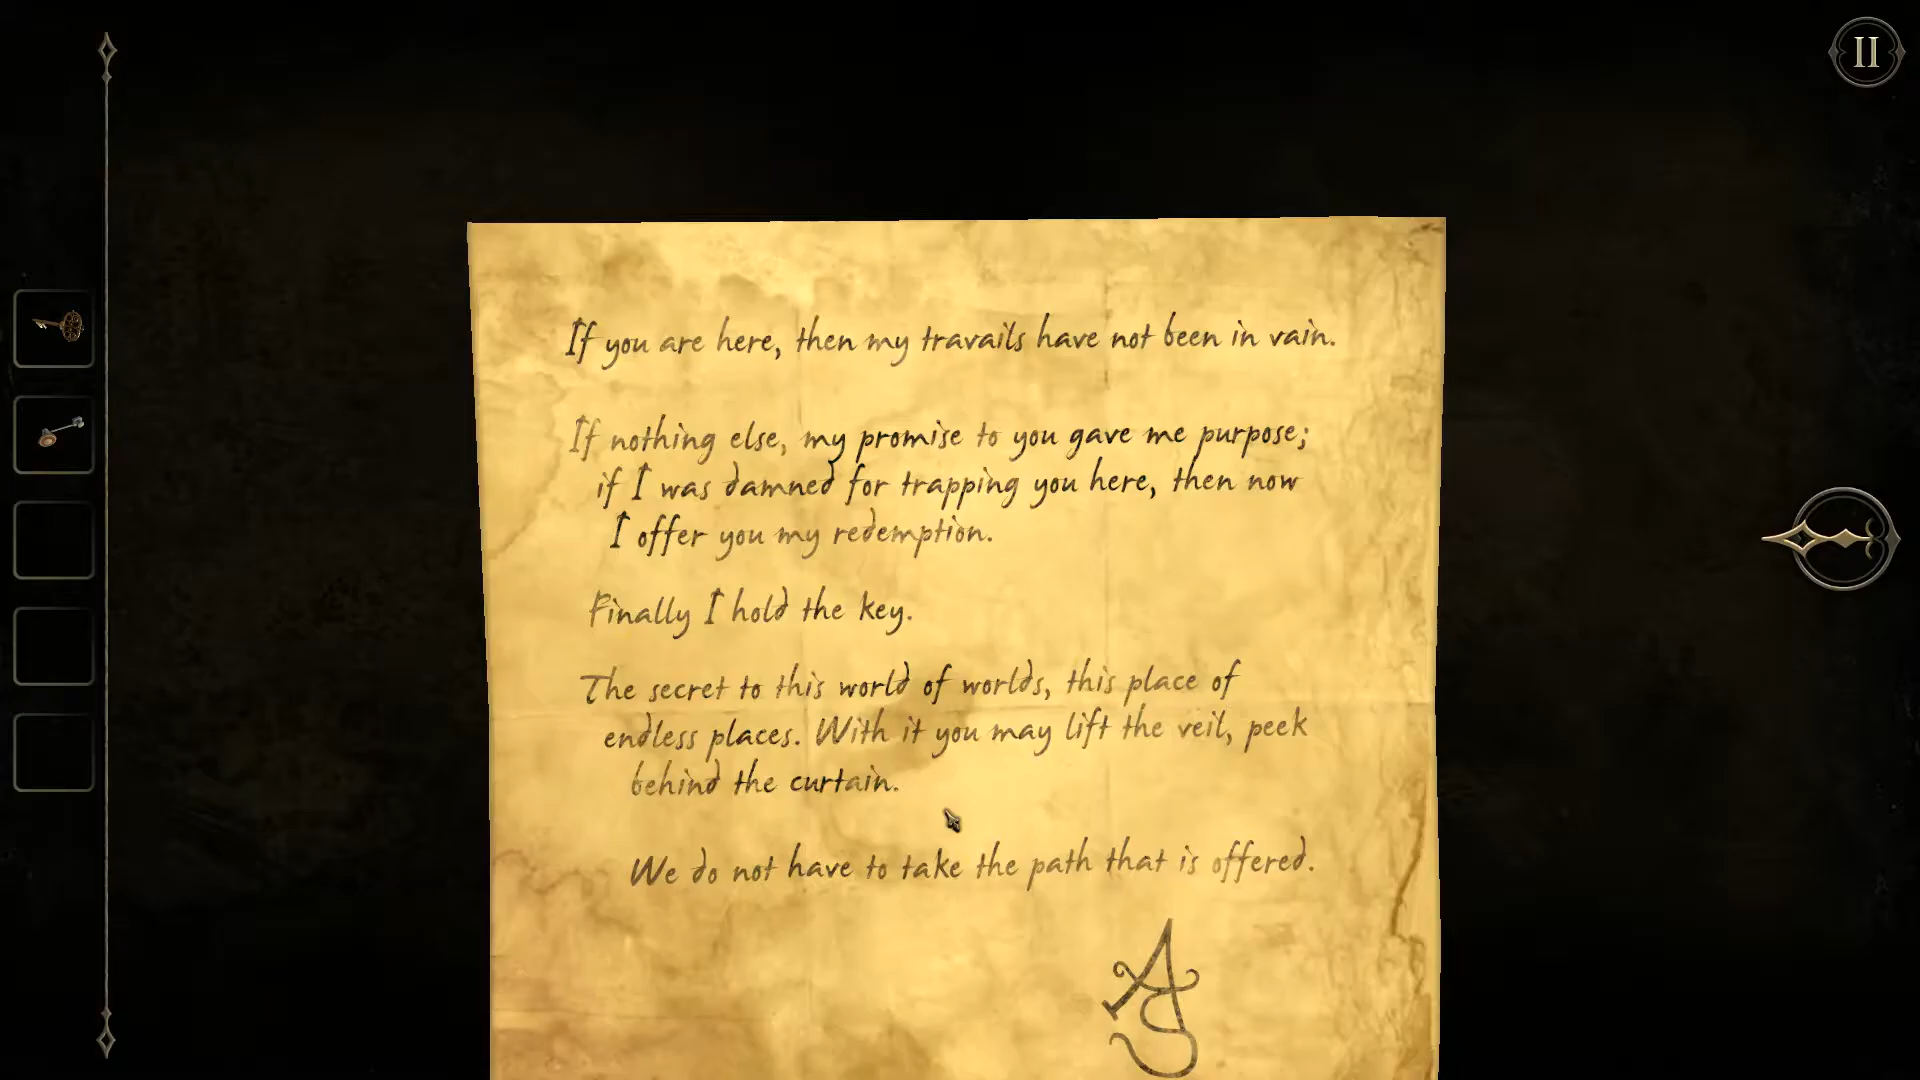 II
If you are here, then my travails have not been in vain.
If nothing else, my promise to you gave me purpose;
if I was damned for trapping you here, then now
I offer you my redemption.
Finally I hold the key.
The secret to this world of worlds, this place of
endless places. With it you may lift the veil, peek
behind the curtain.
We do not have to take the path that is offered.
AS